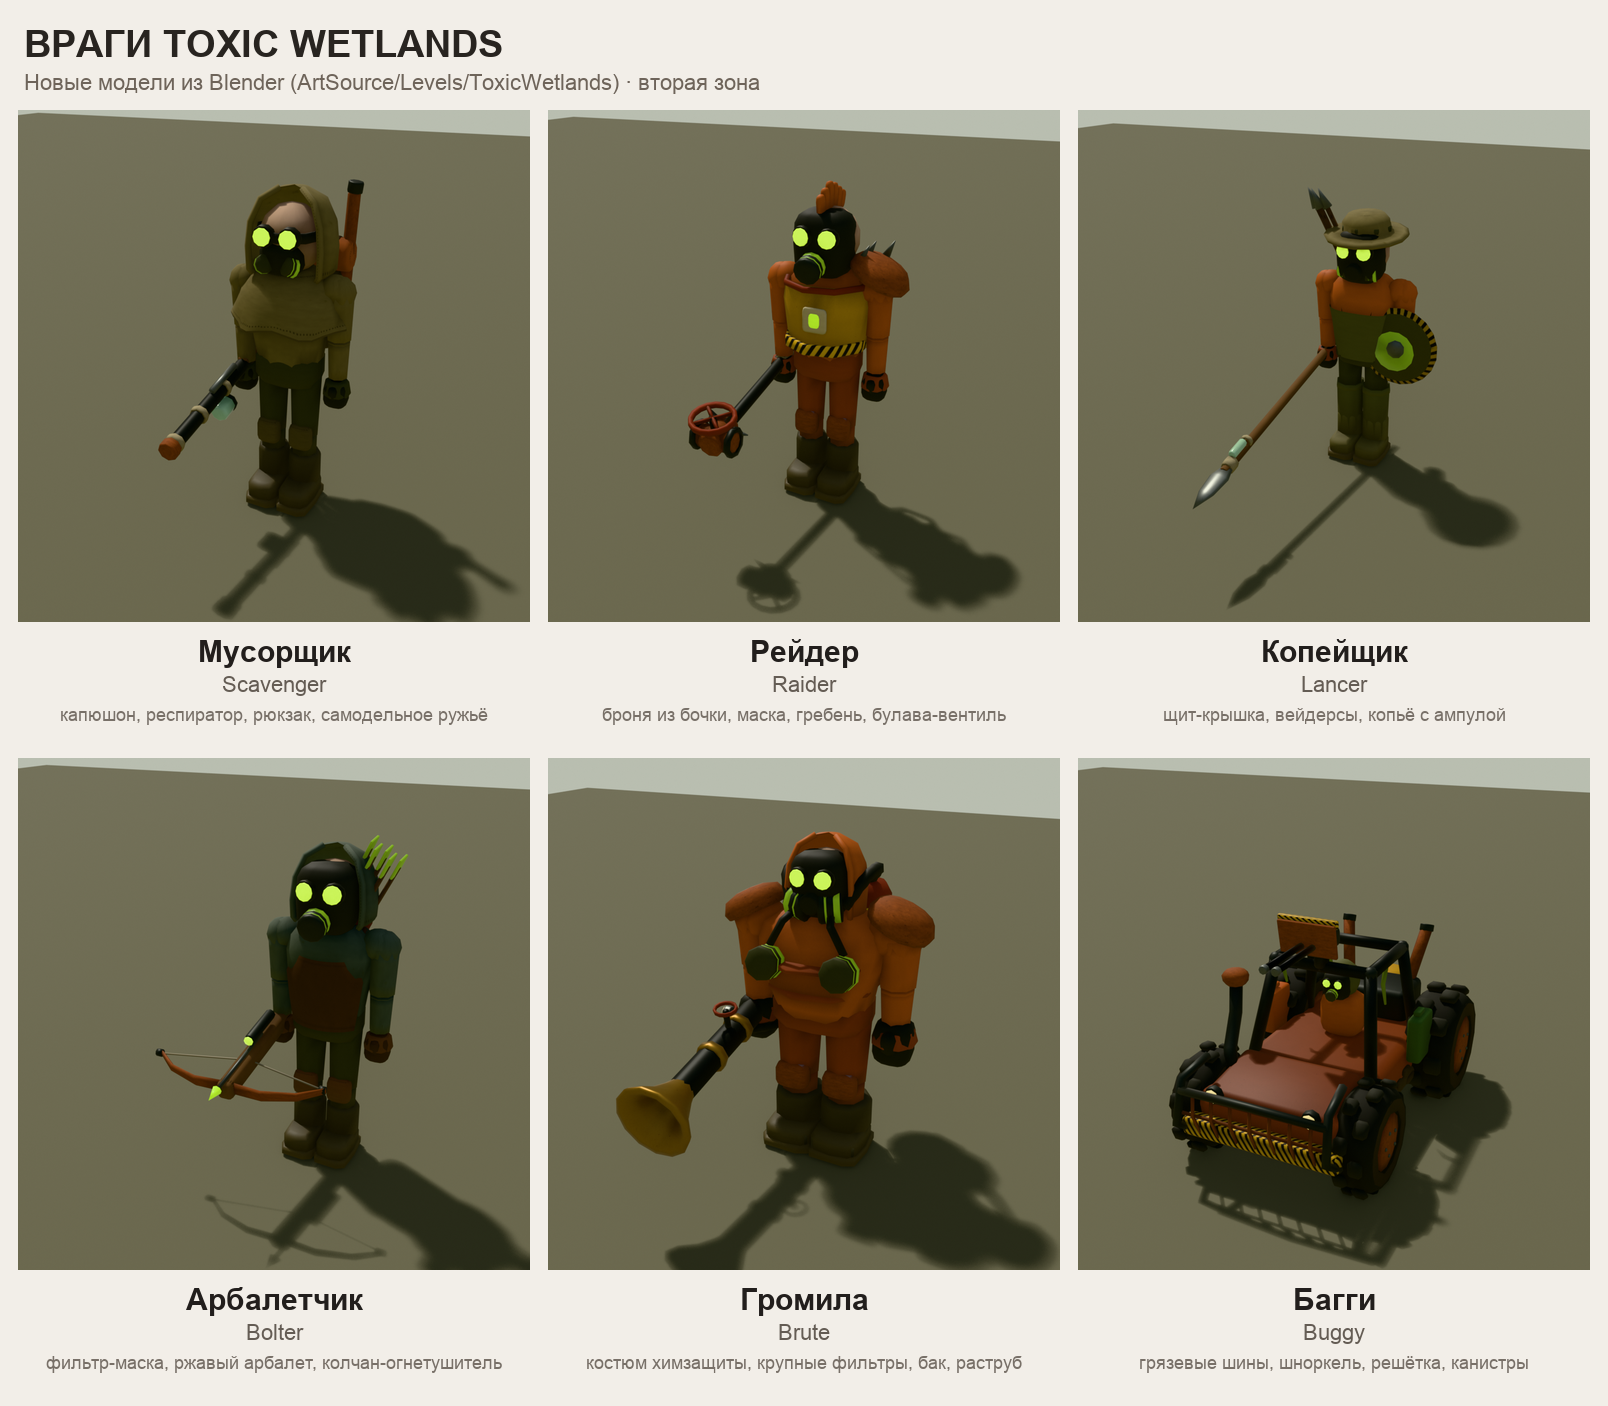 ВРАГИ TOXIC WETLANDS
Новые модели из Blender (ArtSource/Levels/ToxicWetlands) · вторая зона
Мусорщик
Scavenger
капюшон, респиратор, рюкзак, самодельное ружьё
Рейдер
Raider
броня из бочки, маска, гребень, булава-вентиль
Копейщик
Lancer
щит-крышка, вейдерсы, копьё с ампулой
Арбалетчик
Bolter
фильтр-маска, ржавый арбалет, колчан-огнетушитель
Громила
Brute
костюм химзащиты, крупные фильтры, бак, раструб
Багги
Buggy
грязевые шины, шноркель, решётка, канистры